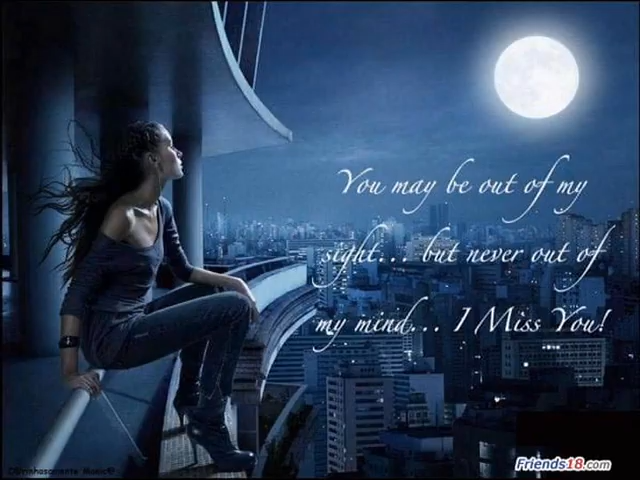 You may be out of my
sight... but never out of
my mind... I Miss You!
Friends18.com